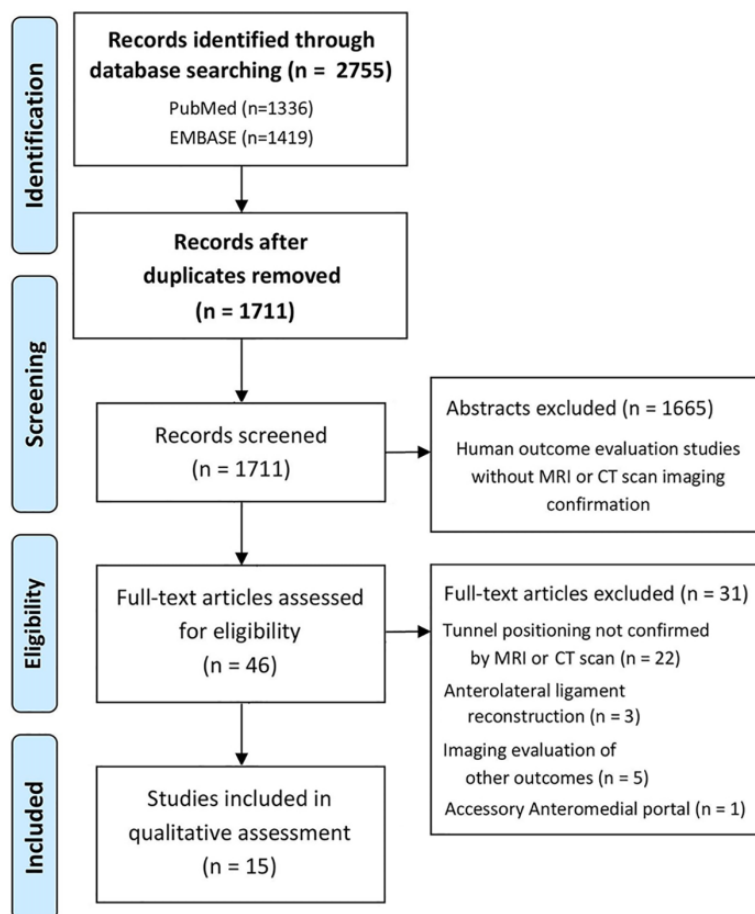 Identification
Records identified through
database searching (n = 2755)
PubMed (n=1336)
EMBASE (n=1419)
Records after
duplicates removed
(n = 1711)
Screening
Records screened
(n = 1711)
Abstracts excluded (n = 1665)
Human outcome evaluation studies
without MRI or CT scan imaging
confirmation
Eligibility
Full-text articles assessed
for eligibility
(n = 46)
Full-text articles excluded (n = 31)
Tunnel positioning not confirmed
by MRI or CT scan (n = 22)
Anterolateral ligament
reconstruction (n = 3)
Imaging evaluation of
other outcomes (n = 5)
Accessory Anteromedial portal (n = 1)
Included
Studies included in
qualitative assessment
(n = 15)